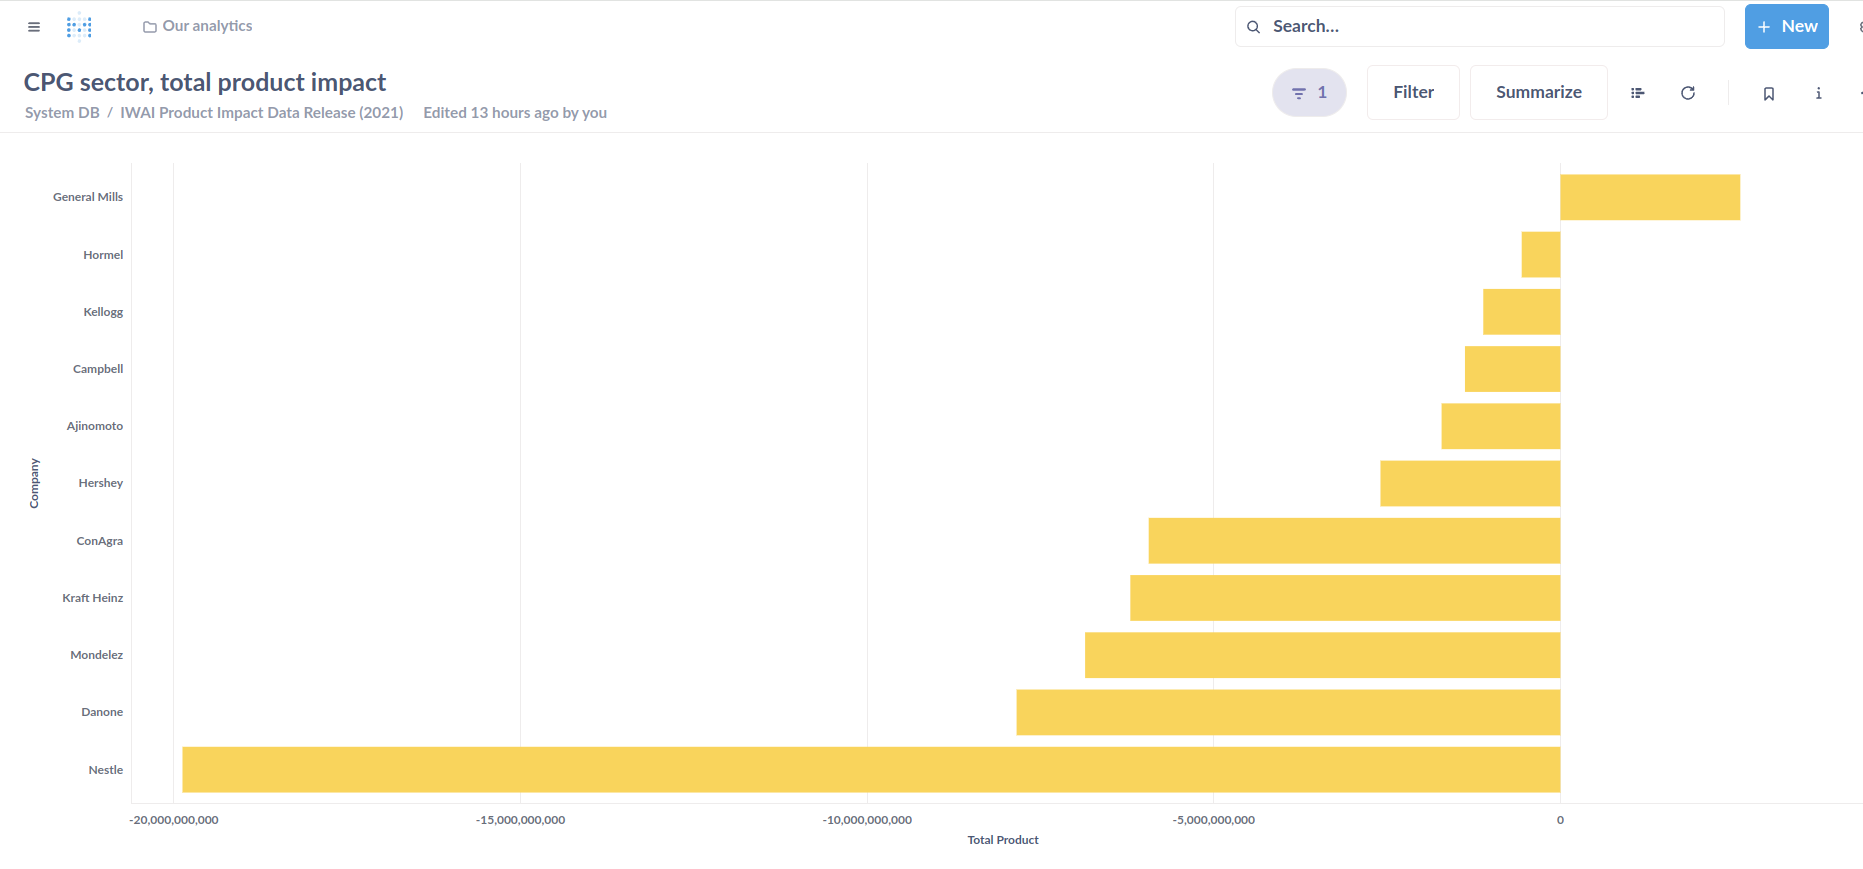 Our analytics
Search...
+ New
CPG sector, total product impact
System DB / IWAI Product Impact Data Release (2021) Edited 13 hours ago by you
1
Filter
Summarize
General Mills
Hormel
Kellogg
Campbell
Ajinomoto
Hershey
ConAgra
Kraft Heinz
Mondelez
Danone
Nestle
Company
-20,000,000,000
-15,000,000,000
-10,000,000,000
-5,000,000,000
0
Total Product